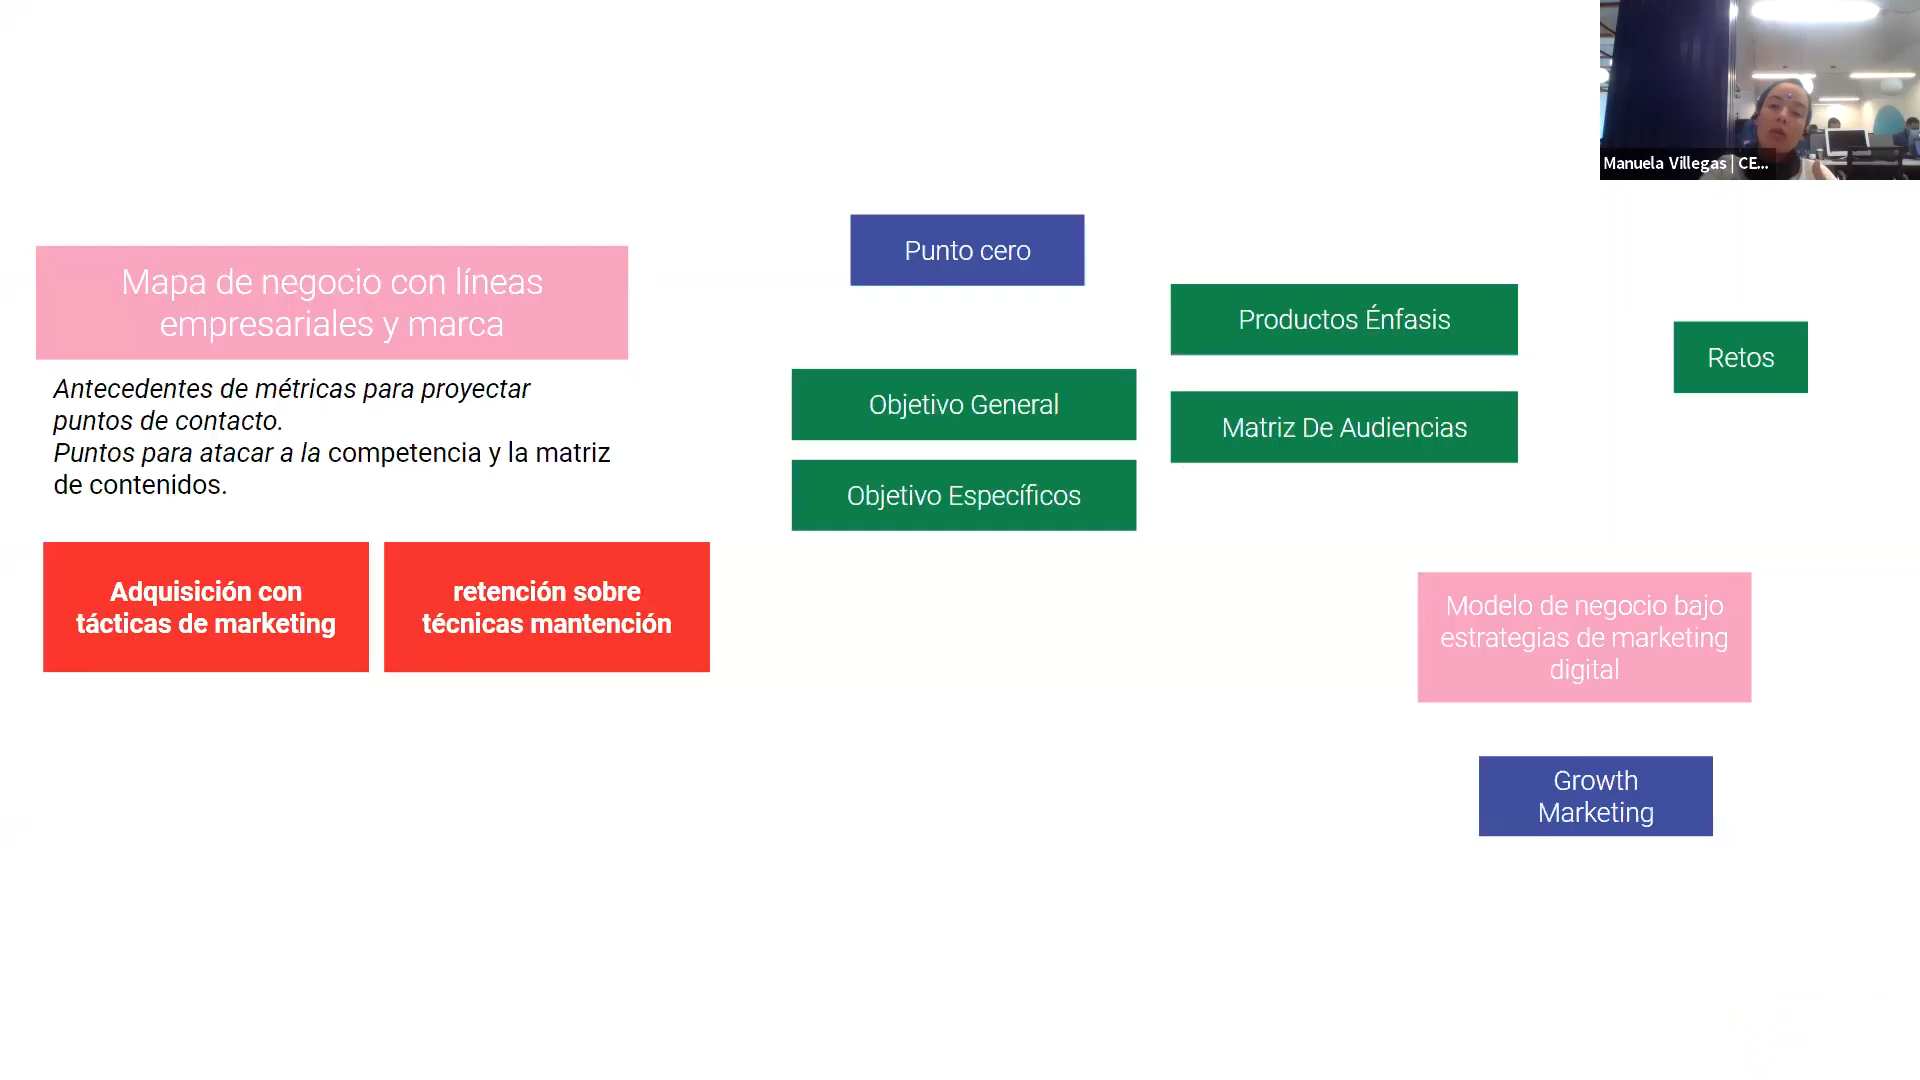 Manuela Villegas | CE...
Punto cero
Mapa de negocio con líneas
empresariales y marca
Antecedentes de métricas para proyectar
puntos de contacto.
Puntos para atacar a la competencia y la matriz
de contenidos.
Adquisición con
tácticas de marketing
retención sobre
técnicas mantención
Objetivo General
Objetivo Específicos
Productos Énfasis
Matriz De Audiencias
Retos
Modelo de negocio bajo
estrategias de marketing
digital
Growth
Marketing